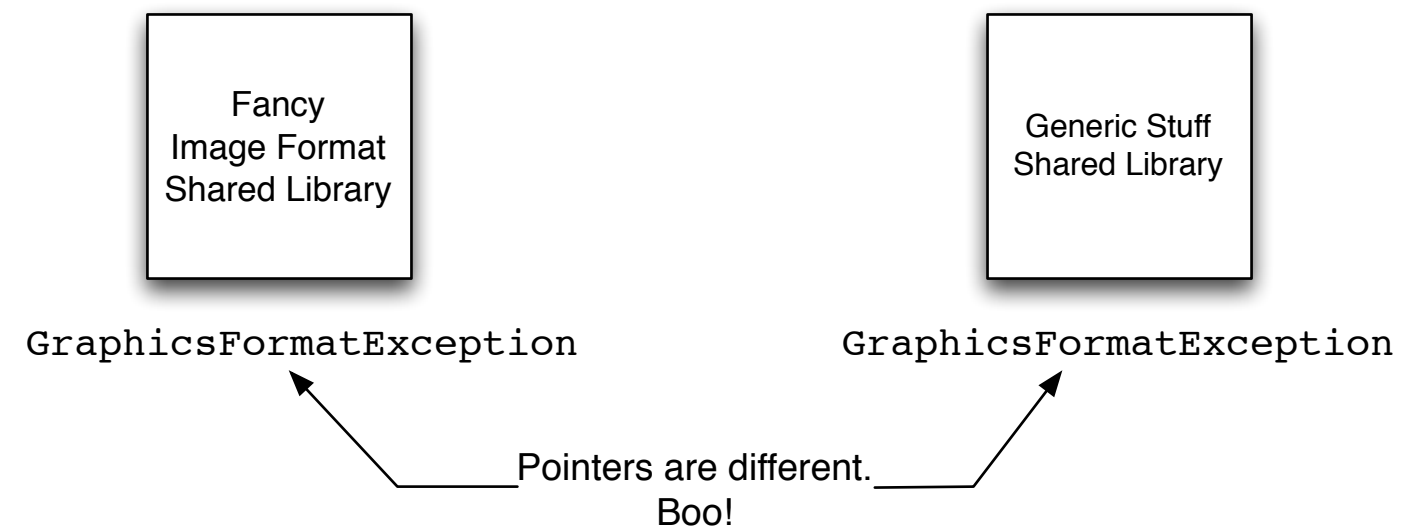 Fancy
Image Format
Shared Library
Generic Stuff
Shared Library
GraphicsFormatException
GraphicsFormatException
Pointers are different.
Boo!